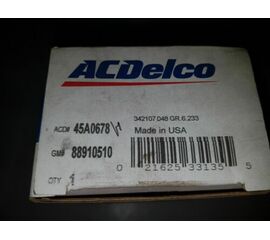 ACDelco
342107.048 GR.6.233
ACD# 45A0678
Made in USA
GM# 88910510
0 21625 33135 5
QTY 1